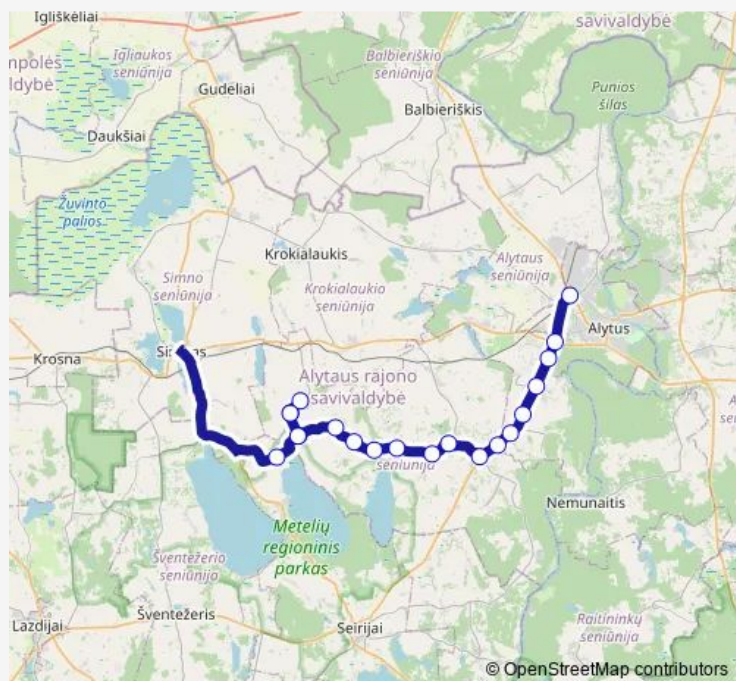 Igliškėliai
savivaldybė
Igliaukos
seniūnija
Balbieriškio
seniūnija
Gudeliai
Punios
šilas
Balbieriškis
Daukšiai
Žuvinto
palios
Krokialaukis
Alytaus
seniūnija
Simno
seniūnija
Krokialaukio
seniūnija
Alytus
Krosna
Alytaus rajono
savivaldybė
seniūnija
Nemunaitis
Metelių
regioninis
parkas
Šventežerio
seniūnija
Šventežeris
Raitininkų
seniūnija
Lazdijai
Seirijai
© OpenStreetMap contributors